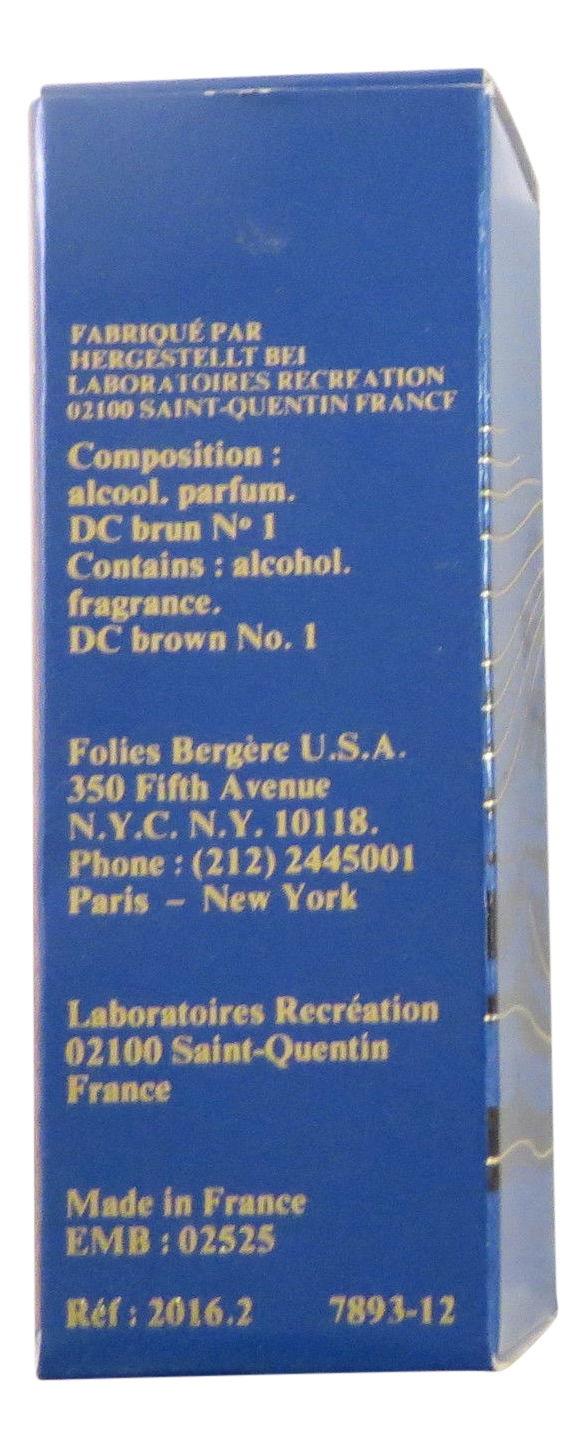 FABRIQUÉ PAR
HERGESTELLT BEI
LABORATOIRES RECREATION
02100 SAINT-QUENTIN FRANCE
Composition :
alcool. parfum.
DC brun Nº 1
Contains : alcohol.
fragrance.
DC brown No. 1
Folies Bergère U.S.A.
350 Fifth Avenue
N.Y.C. N.Y. 10118.
Phone : (212) 2445001
Paris – New York
Laboratoires Recréation
02100 Saint-Quentin
France
Made in France
EMB : 02525
Réf : 2016.2 7893-12